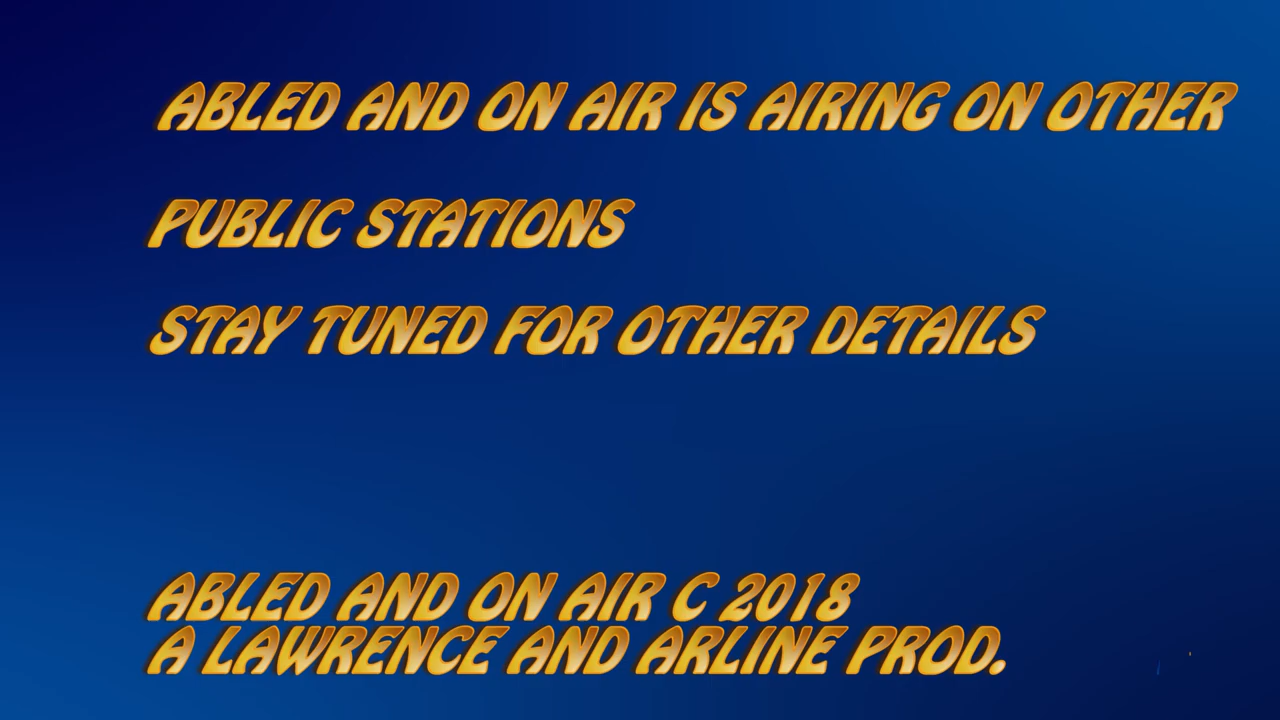 ABLED AND ON AIR IS AIRING ON OTHER
PUBLIC STATIONS
STAY TUNED FOR OTHER DETAILS
ABLED AND ON AIR C 2018
A LAWRENCE AND ARLINE PROD.